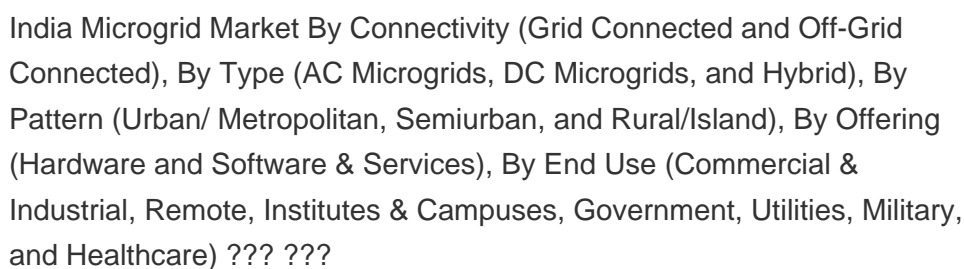 India Microgrid Market By Connectivity (Grid Connected and Off-Grid
Connected), By Type (AC Microgrids, DC Microgrids, and Hybrid), By
Pattern (Urban/ Metropolitan, Semiurban, and Rural/Island), By Offering
(Hardware and Software & Services), By End Use (Commercial &
Industrial, Remote, Institutes & Campuses, Government, Utilities, Military,
and Healthcare) ??? ???